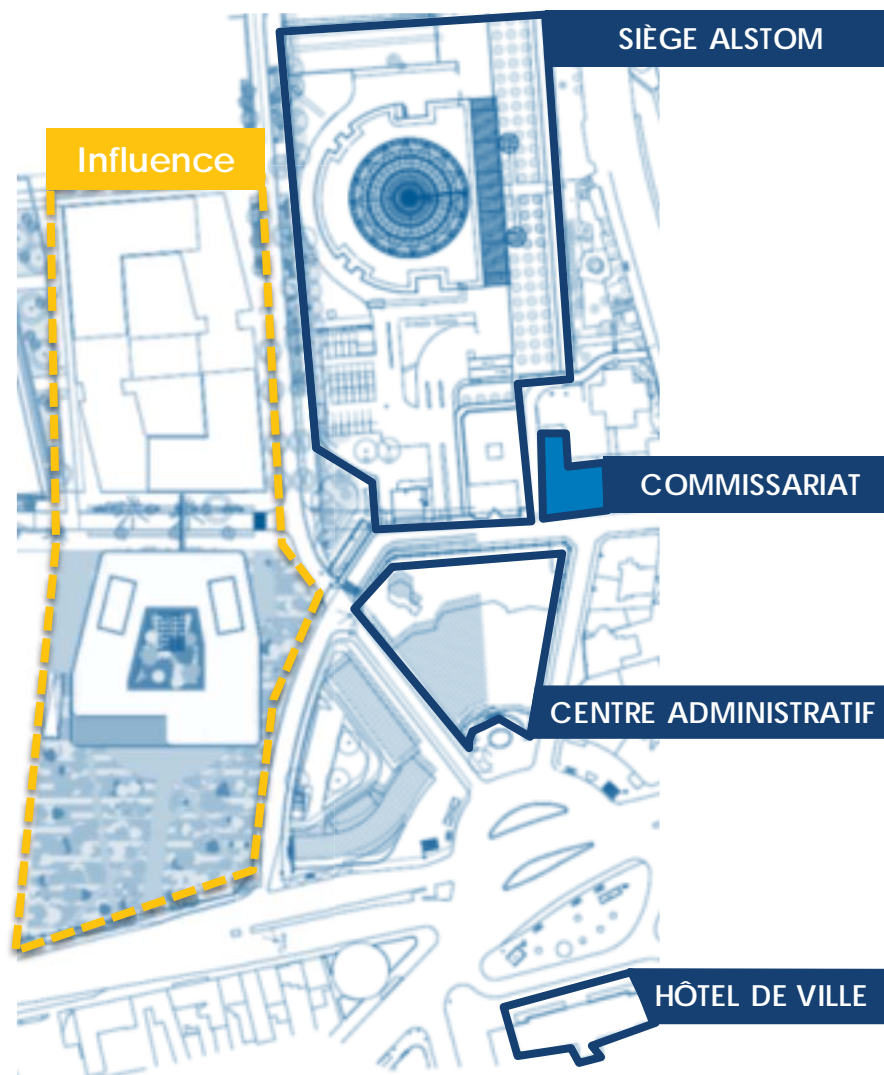 SIÈGE ALSTOM
Influence
COMMISSARIAT
CENTRE ADMINISTRATIF
HÔTEL DE VILLE